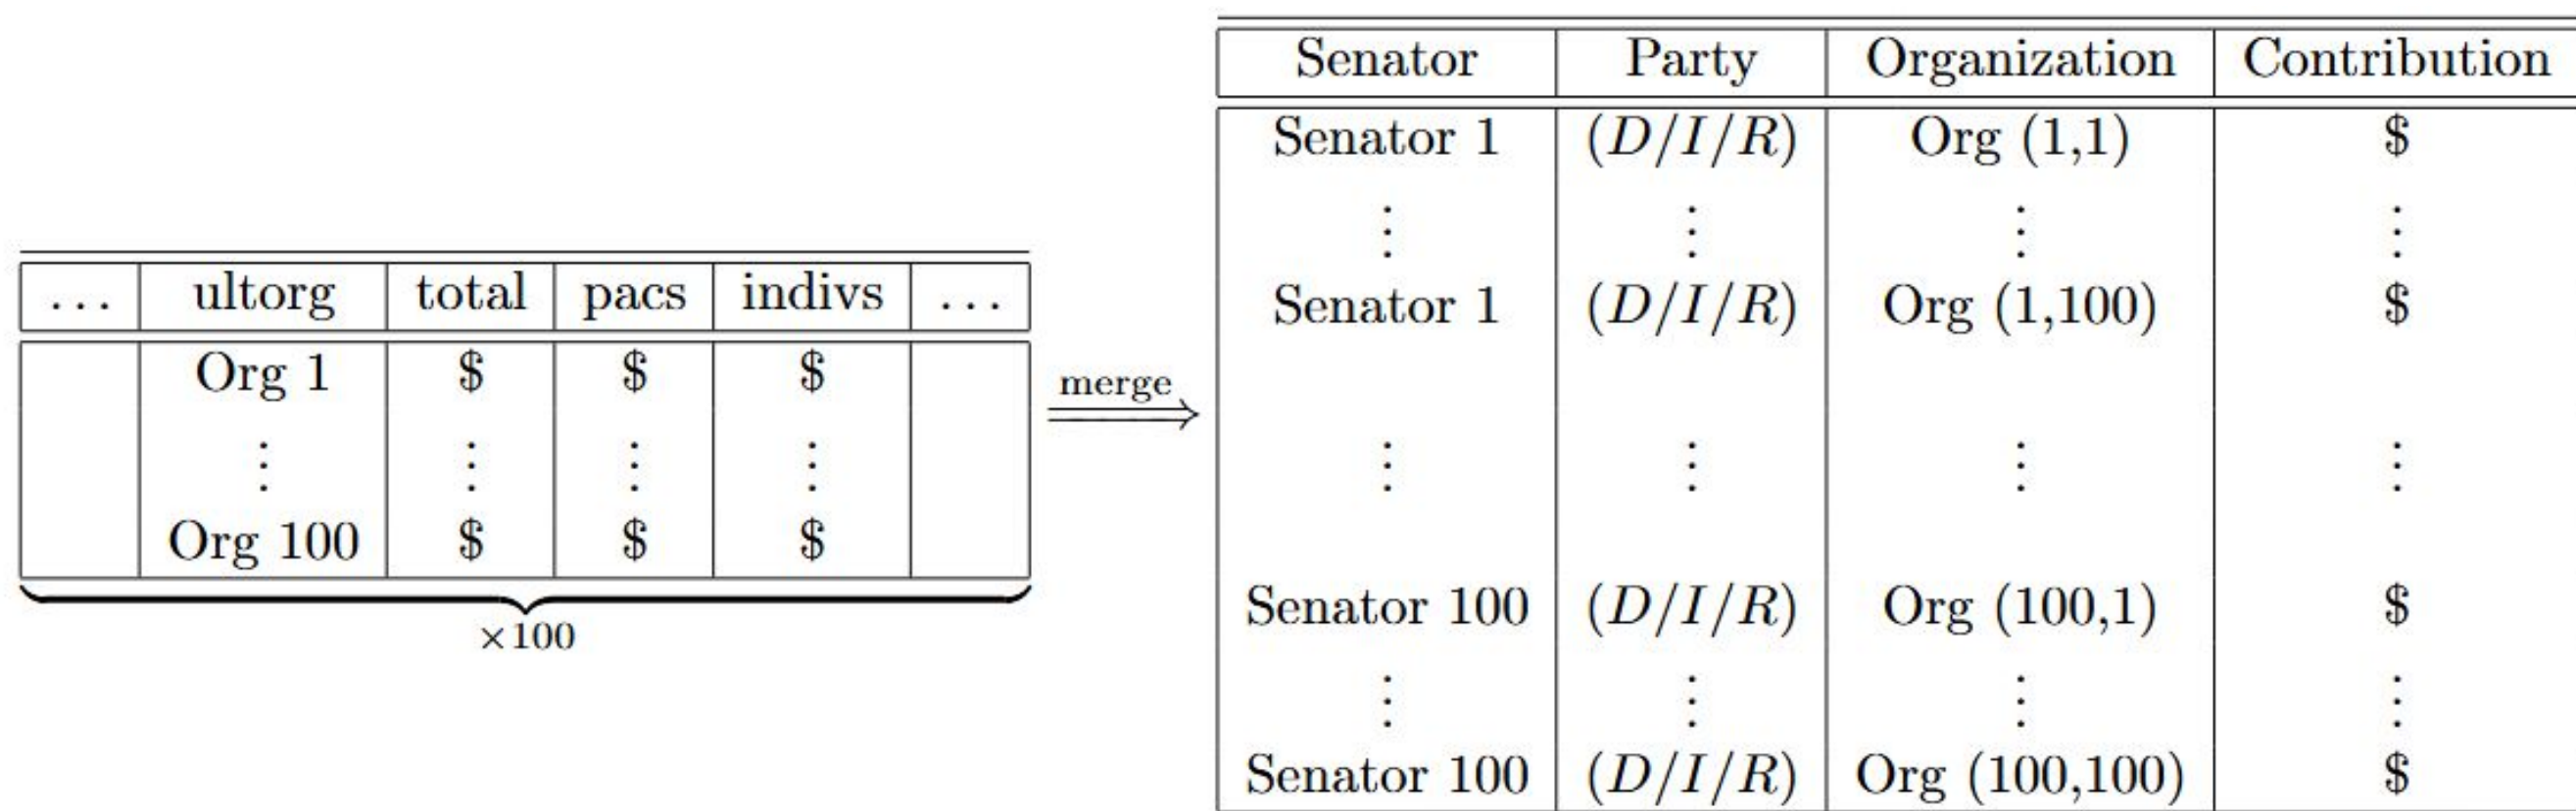 … ultorg total pacs indivs …
Org 1 $ $ $
⋮ ⋮ ⋮ ⋮
Org 100 $ $ $
×100
merge
Senator Party Organization Contribution
Senator 1 (D/I/R) Org (1,1) $
⋮ ⋮ ⋮ ⋮
Senator 1 (D/I/R) Org (1,100) $
⋮ ⋮ ⋮ ⋮
Senator 100 (D/I/R) Org (100,1) $
⋮ ⋮ ⋮ ⋮
Senator 100 (D/I/R) Org (100,100) $